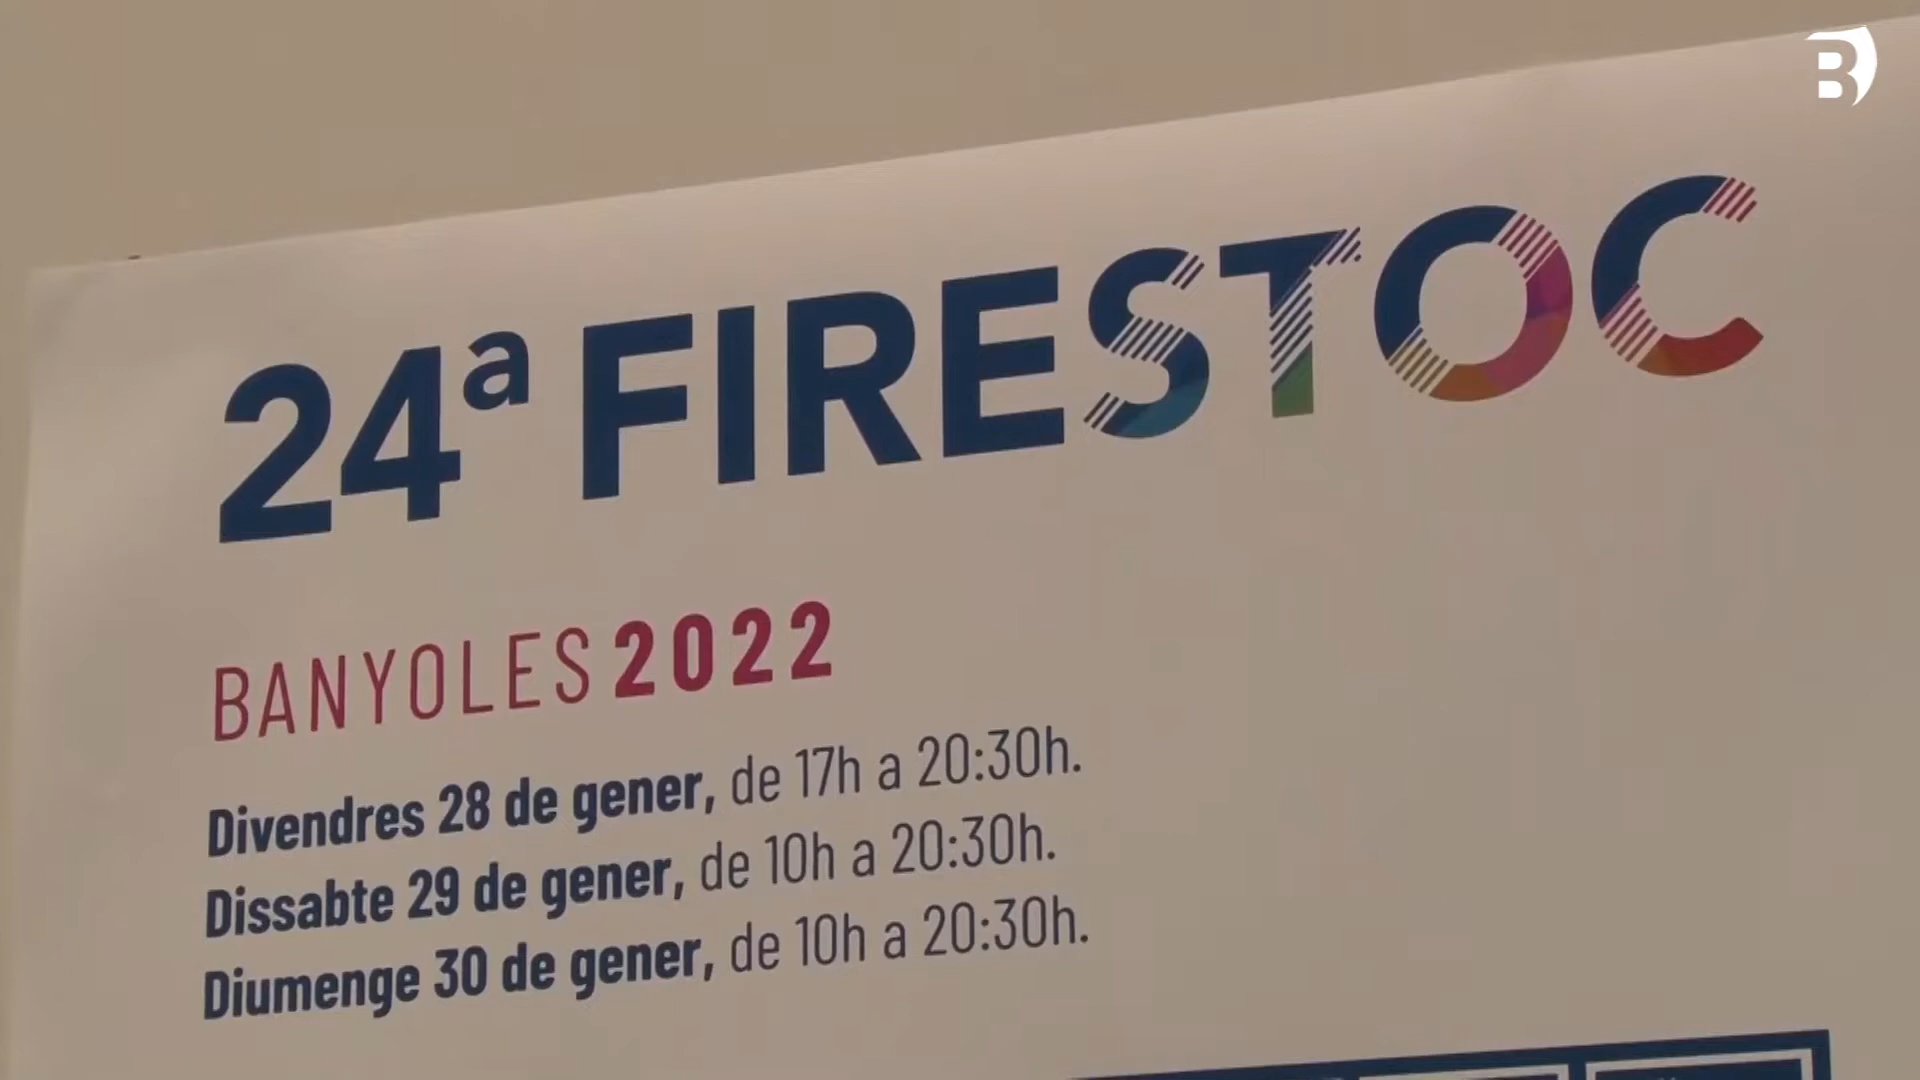 B
24ª FIRESTOC
BANYOLES 2022
Divendres 28 de gener, de 17h a 20:30h.
Dissabte 29 de gener, de 10h a 20:30h.
Diumenge 30 de gener, de 10h a 20:30h.